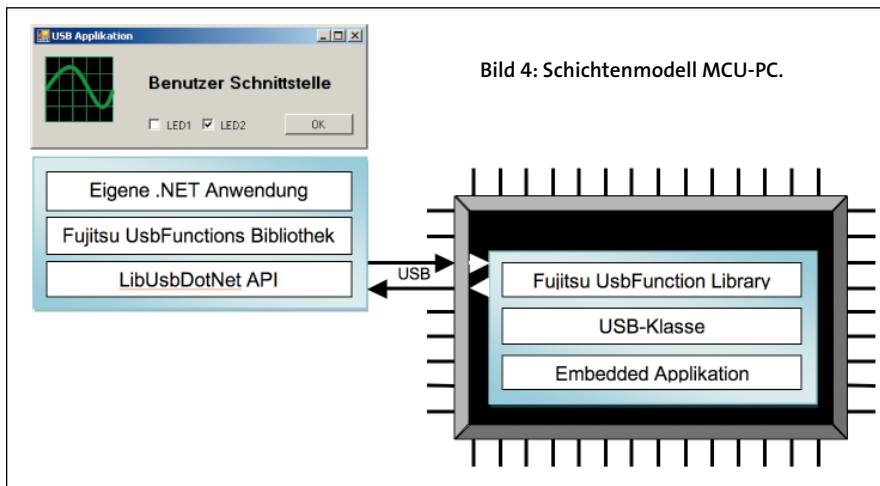 USB Applikation
Bild 4: Schichtenmodell MCU-PC.
Benutzer Schnittstelle
LED1 LED2 OK
Eigene .NET Anwendung
Fujitsu UsbFunctions Bibliothek
LibUsbDotNet API
USB
Fujitsu UsbFunction Library
USB-Klasse
Embedded Applikation